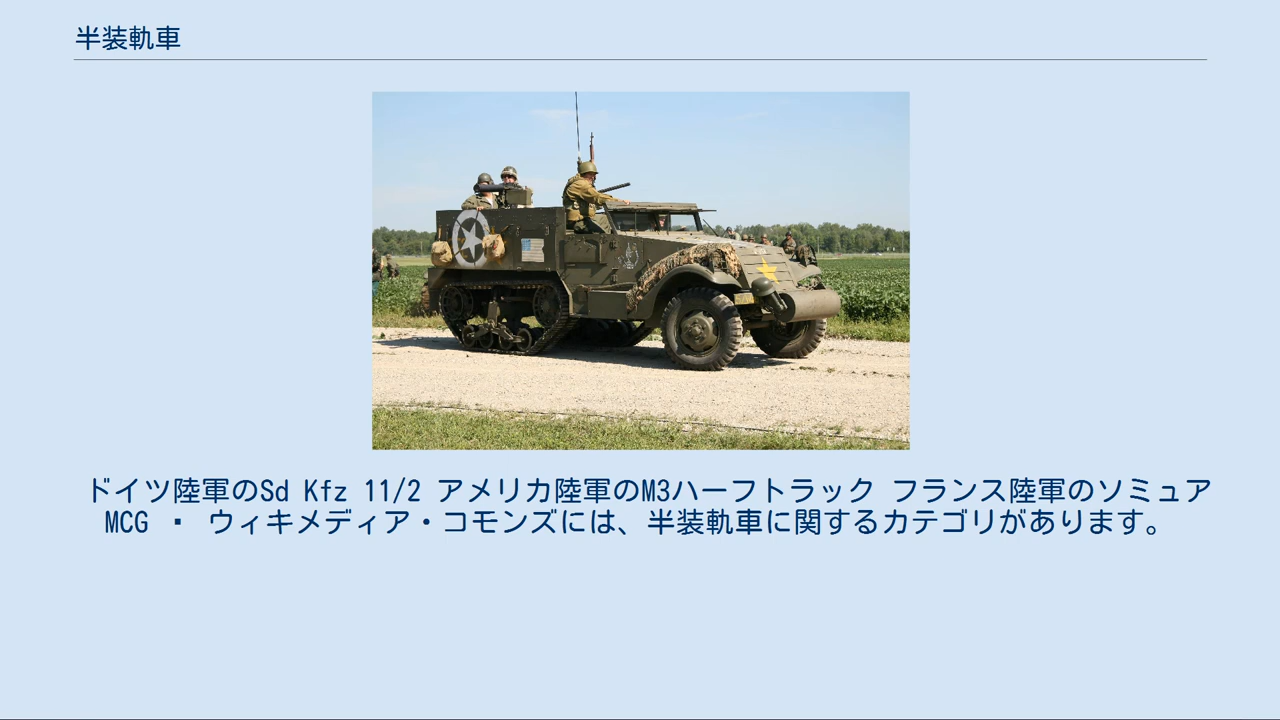 半装軌車
ドイツ陸軍のSd Kfz 11/2 アメリカ陸軍のM3ハーフトラック フランス陸軍のソミュア
MCG ▪ ウィキメディア・コモンズには、半装軌車に関するカテゴリがあります。